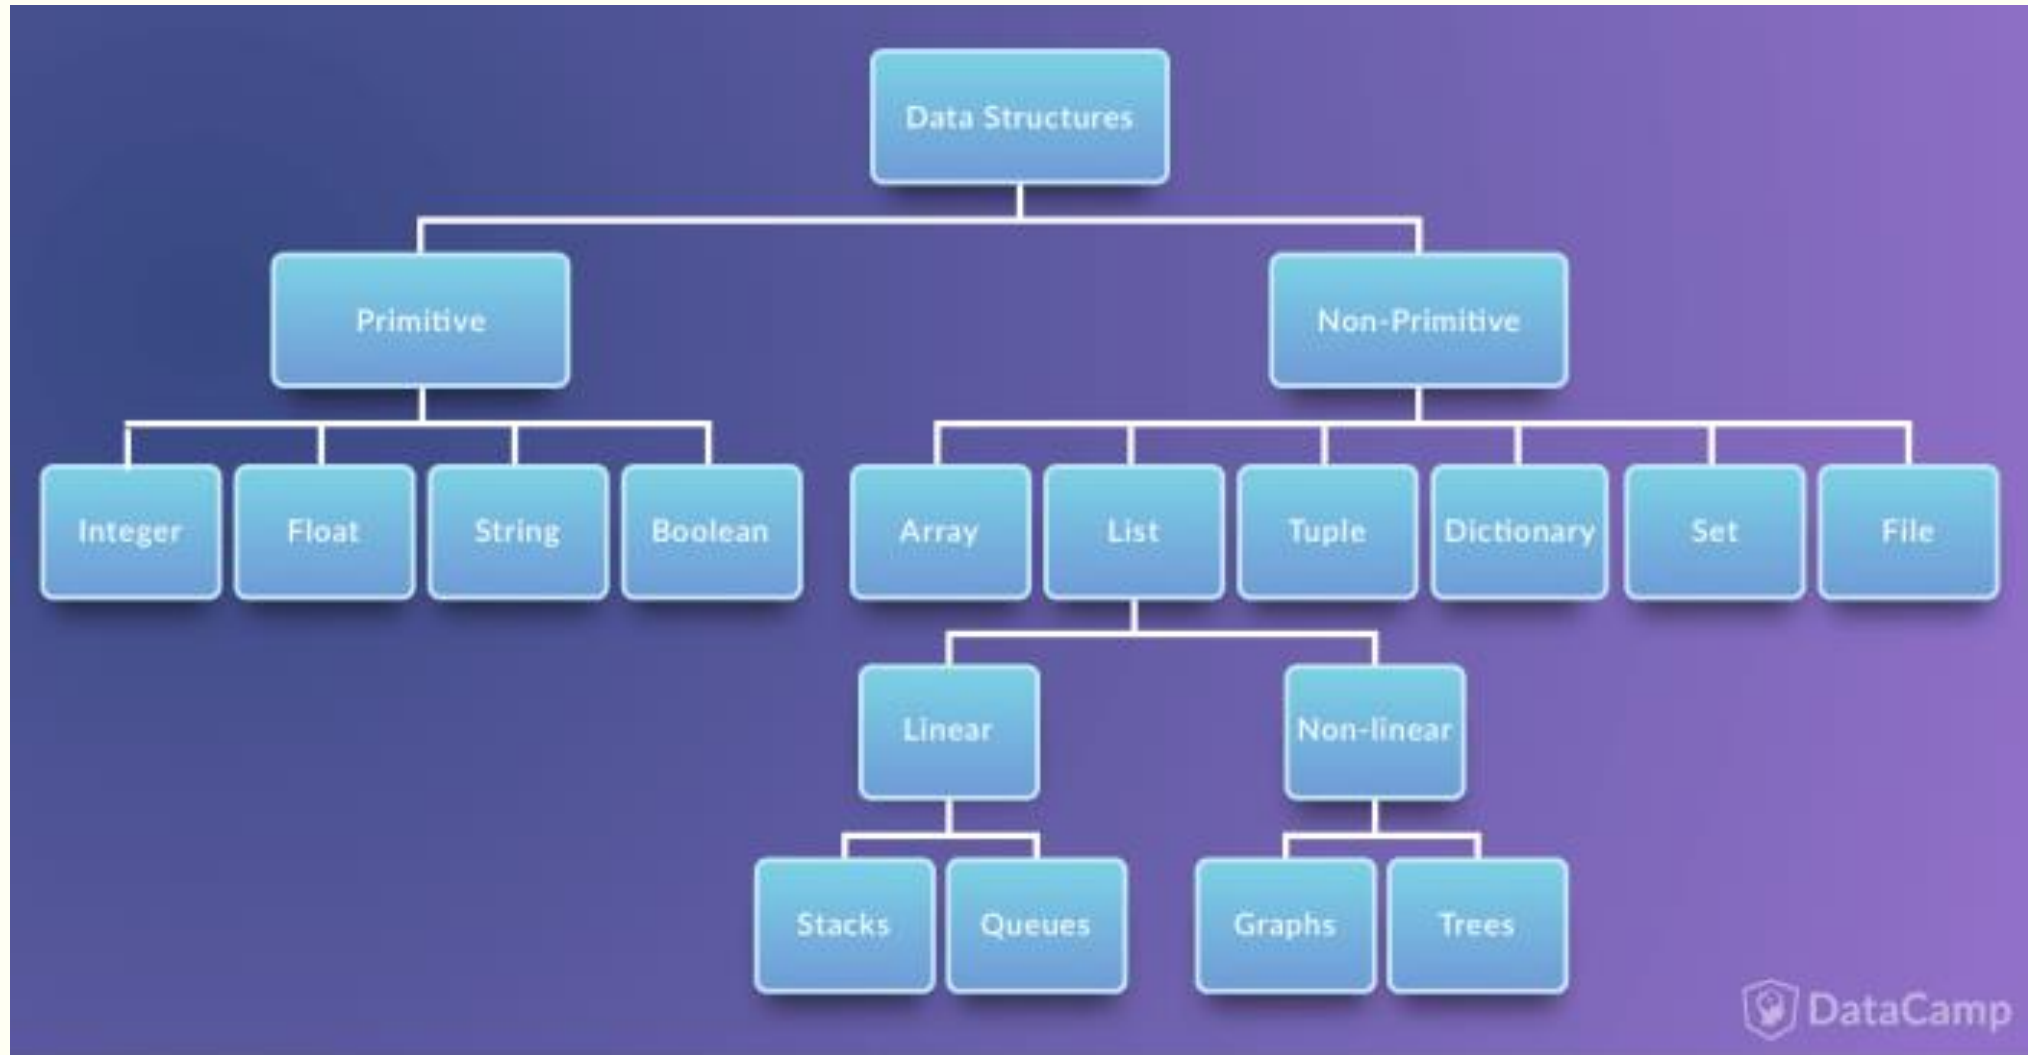 Data Structures
Primitive
Non-Primitive
Integer
Float
String
Boolean
Array
List
Tuple
Dictionary
Set
File
Linear
Non-linear
Stacks
Queues
Graphs
Trees
DataCamp